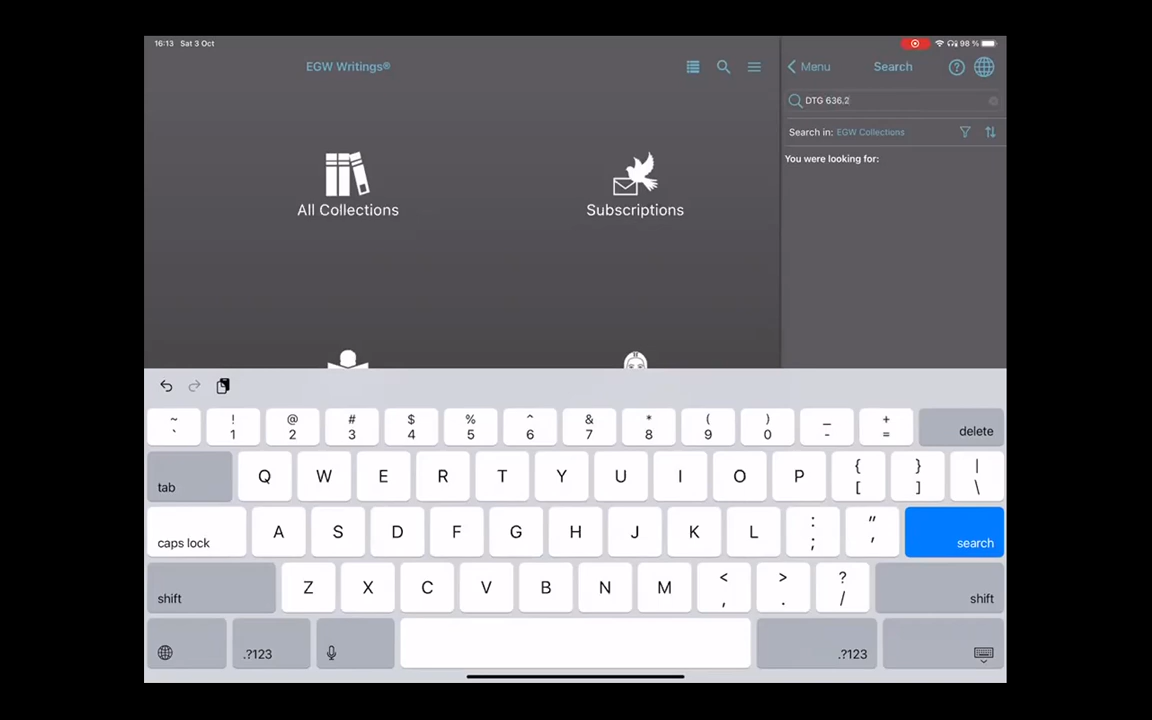 16:13 Sat 3 Oct
98 %
EGW Writings®
Menu
Search
?
DTG 636.2
Search in: EGW Collections
You were looking for:
All Collections
Subscriptions
~ ! @ # $ % ^ & * ( ) _ +
` 1 2 3 4 5 6 7 8 9 0 - = delete
tab Q W E R T Y U I O P { [ } ] | \
caps lock A S D F G H J K L : ; " ' search
shift Z X C V B N M < , > . ? / shift
.?123 .?123